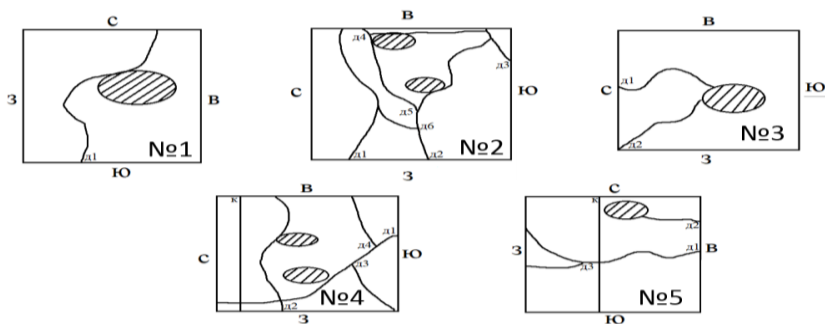 С
З
В
д1
№1
Ю
В
д4
д3
С
Ю
д5
д6
д1
д2
№2
З
В
д1
С
Ю
д2
№3
З
В
к
д1
д4
С
Ю
д3
д2
№4
З
С
к
д2
З
д1
В
д3
№5
Ю